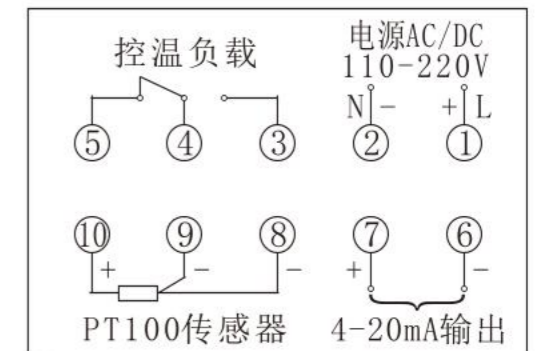 控温负载
电源AC/DC
110-220V
N - + L
⑤ ④ ③ ② ①
⑩ ⑨ ⑧ ⑦ ⑥
+ - - + -
PT100传感器 4-20mA输出